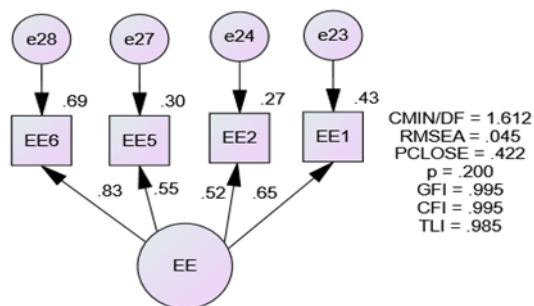 e28 e27 e24 e23
.69 .30 .27 .43
EE6 EE5 EE2 EE1
.83 .55 .52 .65
EE
CMIN/DF = 1.612
RMSEA = .045
PCLOSE = .422
p = .200
GFI = .995
CFI = .995
TLI = .985